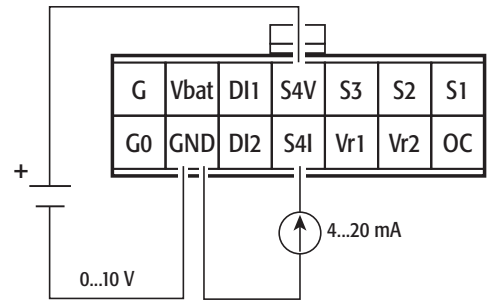 G Vbat DI1 S4V S3 S2 S1
G0 GND DI2 S4I Vr1 Vr2 OC
+
4...20 mA
0...10 V